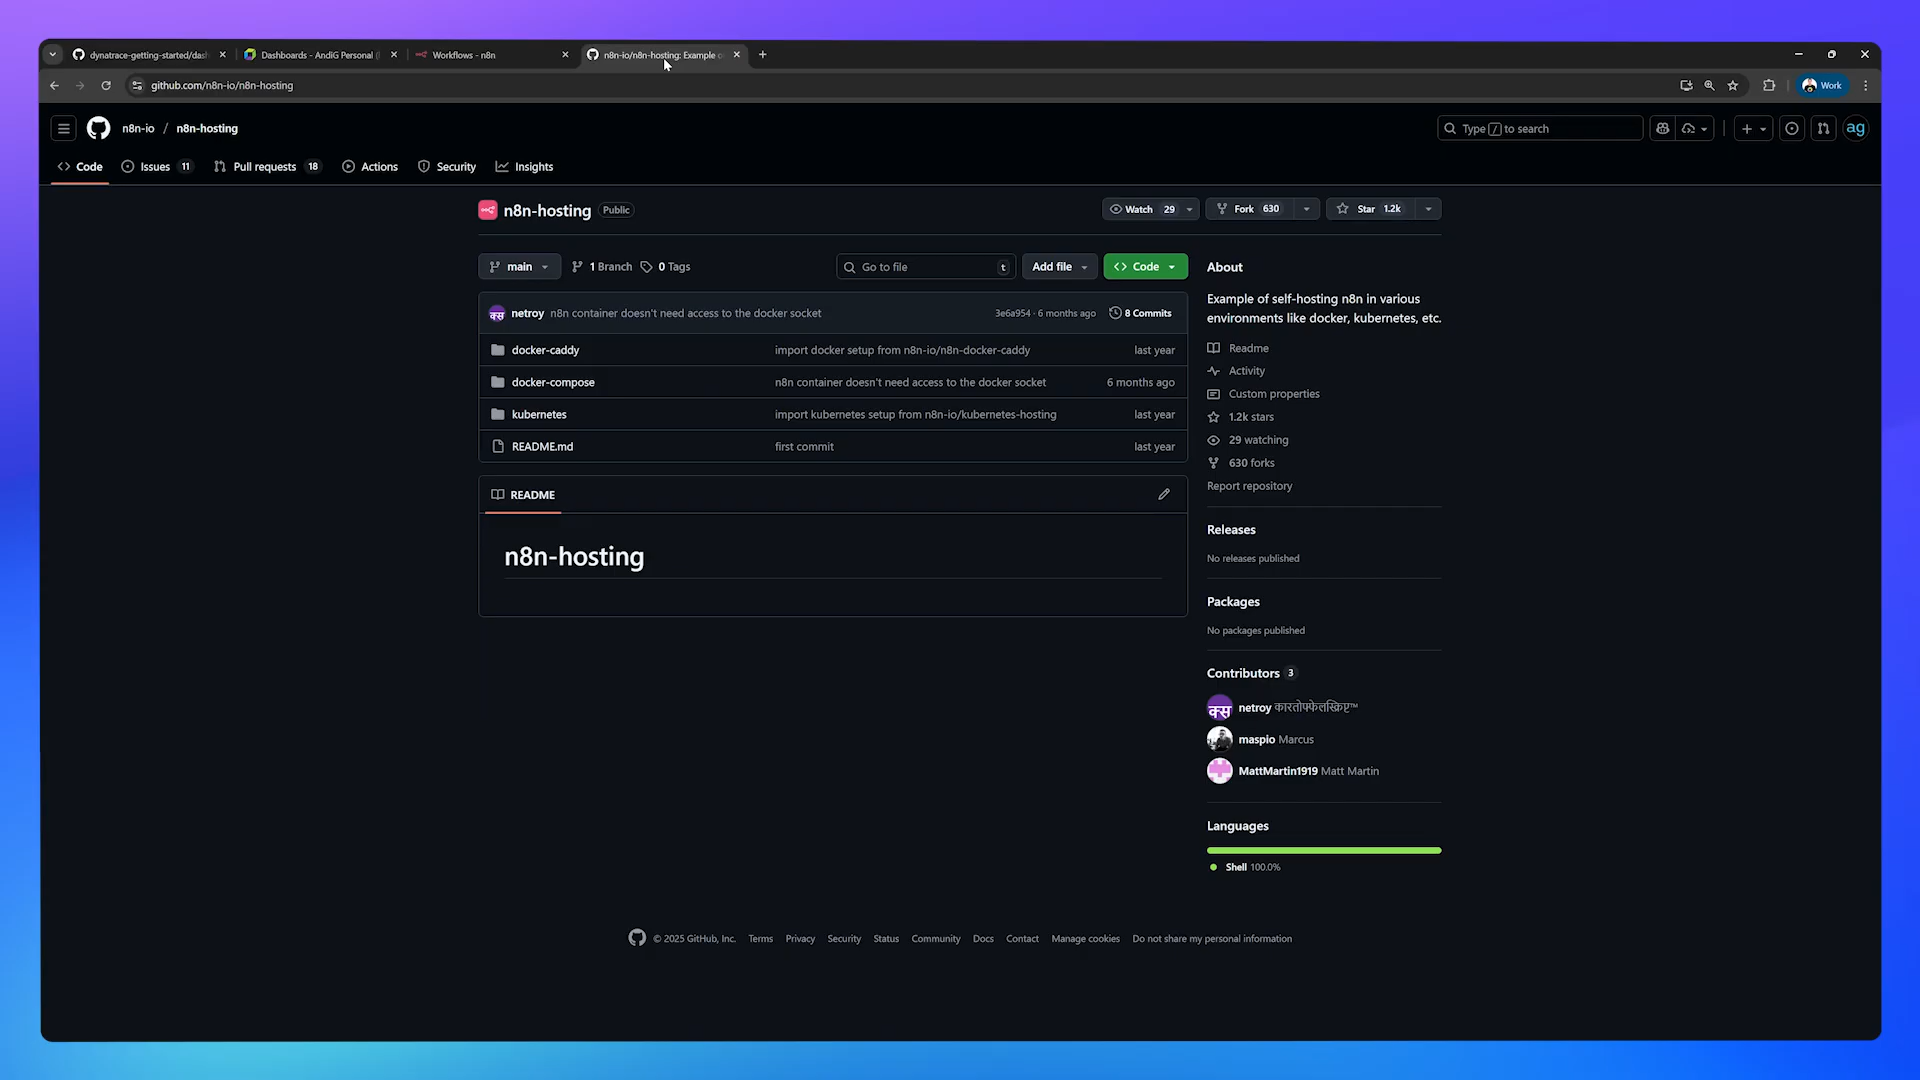 dynatrace-getting-started/dash
Dashboards - AndiG Personal (
Workflows - n8n
n8n-io/n8n-hosting: Example o
github.com/n8n-io/n8n-hosting
Work
n8n-io / n8n-hosting
Type / to search
ag
Code
Issues 11
Pull requests 18
Actions
Security
Insights
n8n-hosting Public
Watch 29
Fork 630
Star 1.2k
main
1 Branch
0 Tags
Go to file t
Add file
Code
netroy n8n container doesn't need access to the docker socket 3e6a954 · 6 months ago 8 Commits
docker-caddy import docker setup from n8n-io/n8n-docker-caddy last year
docker-compose n8n container doesn't need access to the docker socket 6 months ago
kubernetes import kubernetes setup from n8n-io/kubernetes-hosting last year
README.md first commit last year
README
n8n-hosting
About
Example of self-hosting n8n in various
environments like docker, kubernetes, etc.
Readme
Activity
Custom properties
1.2k stars
29 watching
630 forks
Report repository
Releases
No releases published
Packages
No packages published
Contributors 3
netroy कारतोफ्फेलस्क्रिप्ट™
maspio Marcus
MattMartin1919 Matt Martin
Languages
Shell 100.0%
© 2025 GitHub, Inc. Terms Privacy Security Status Community Docs Contact Manage cookies Do not share my personal information